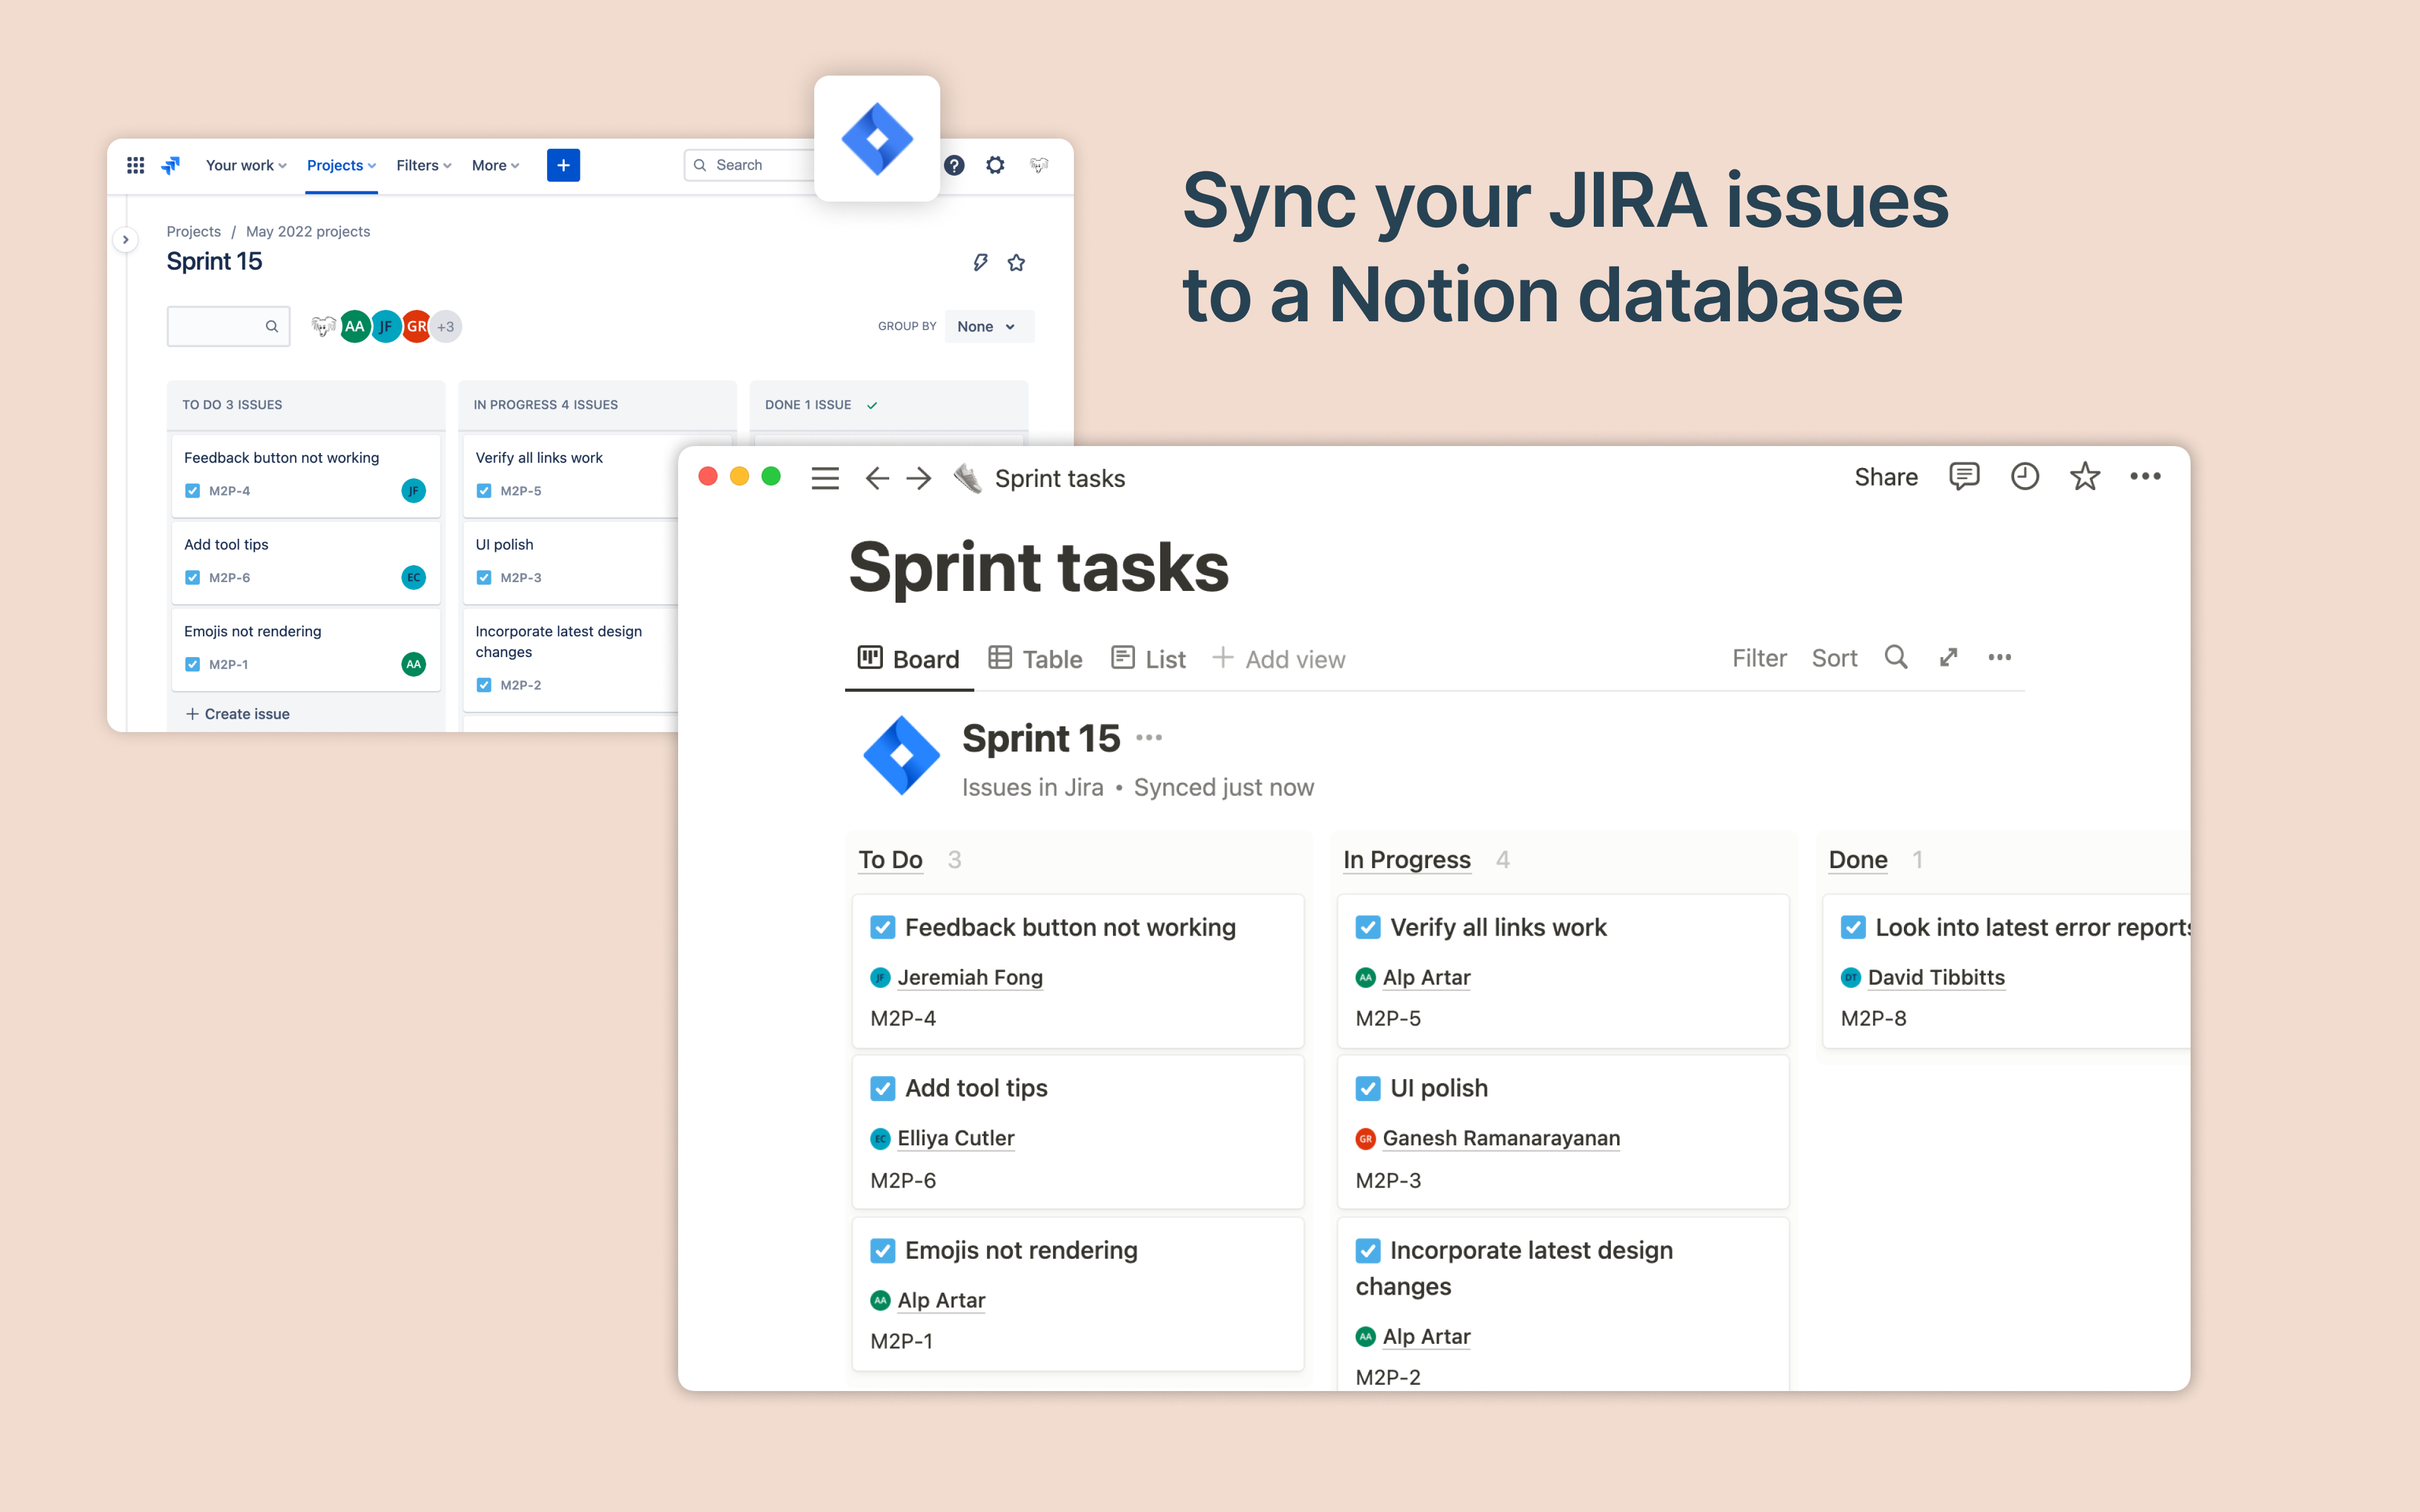 Sync your JIRA issues
to a Notion database
Your work
Projects
Filters
More
Search
Projects / May 2022 projects
Sprint 15
AA
JF
GR
+3
GROUP BY
None
TO DO 3 ISSUES
Feedback button not working
M2P-4
JF
Add tool tips
M2P-6
EC
Emojis not rendering
M2P-1
AA
+ Create issue
IN PROGRESS 4 ISSUES
Verify all links work
M2P-5
UI polish
M2P-3
Incorporate latest design
changes
M2P-2
DONE 1 ISSUE
Sprint tasks
Share
Sprint tasks
Board
Table
List
+ Add view
Filter
Sort
Sprint 15
Issues in Jira • Synced just now
To Do 3
Feedback button not working
JF Jeremiah Fong
M2P-4
Add tool tips
EC Elliya Cutler
M2P-6
Emojis not rendering
AA Alp Artar
M2P-1
In Progress 4
Verify all links work
AA Alp Artar
M2P-5
UI polish
GR Ganesh Ramanarayanan
M2P-3
Incorporate latest design
changes
AA Alp Artar
M2P-2
Done 1
Look into latest error reports
DT David Tibbitts
M2P-8